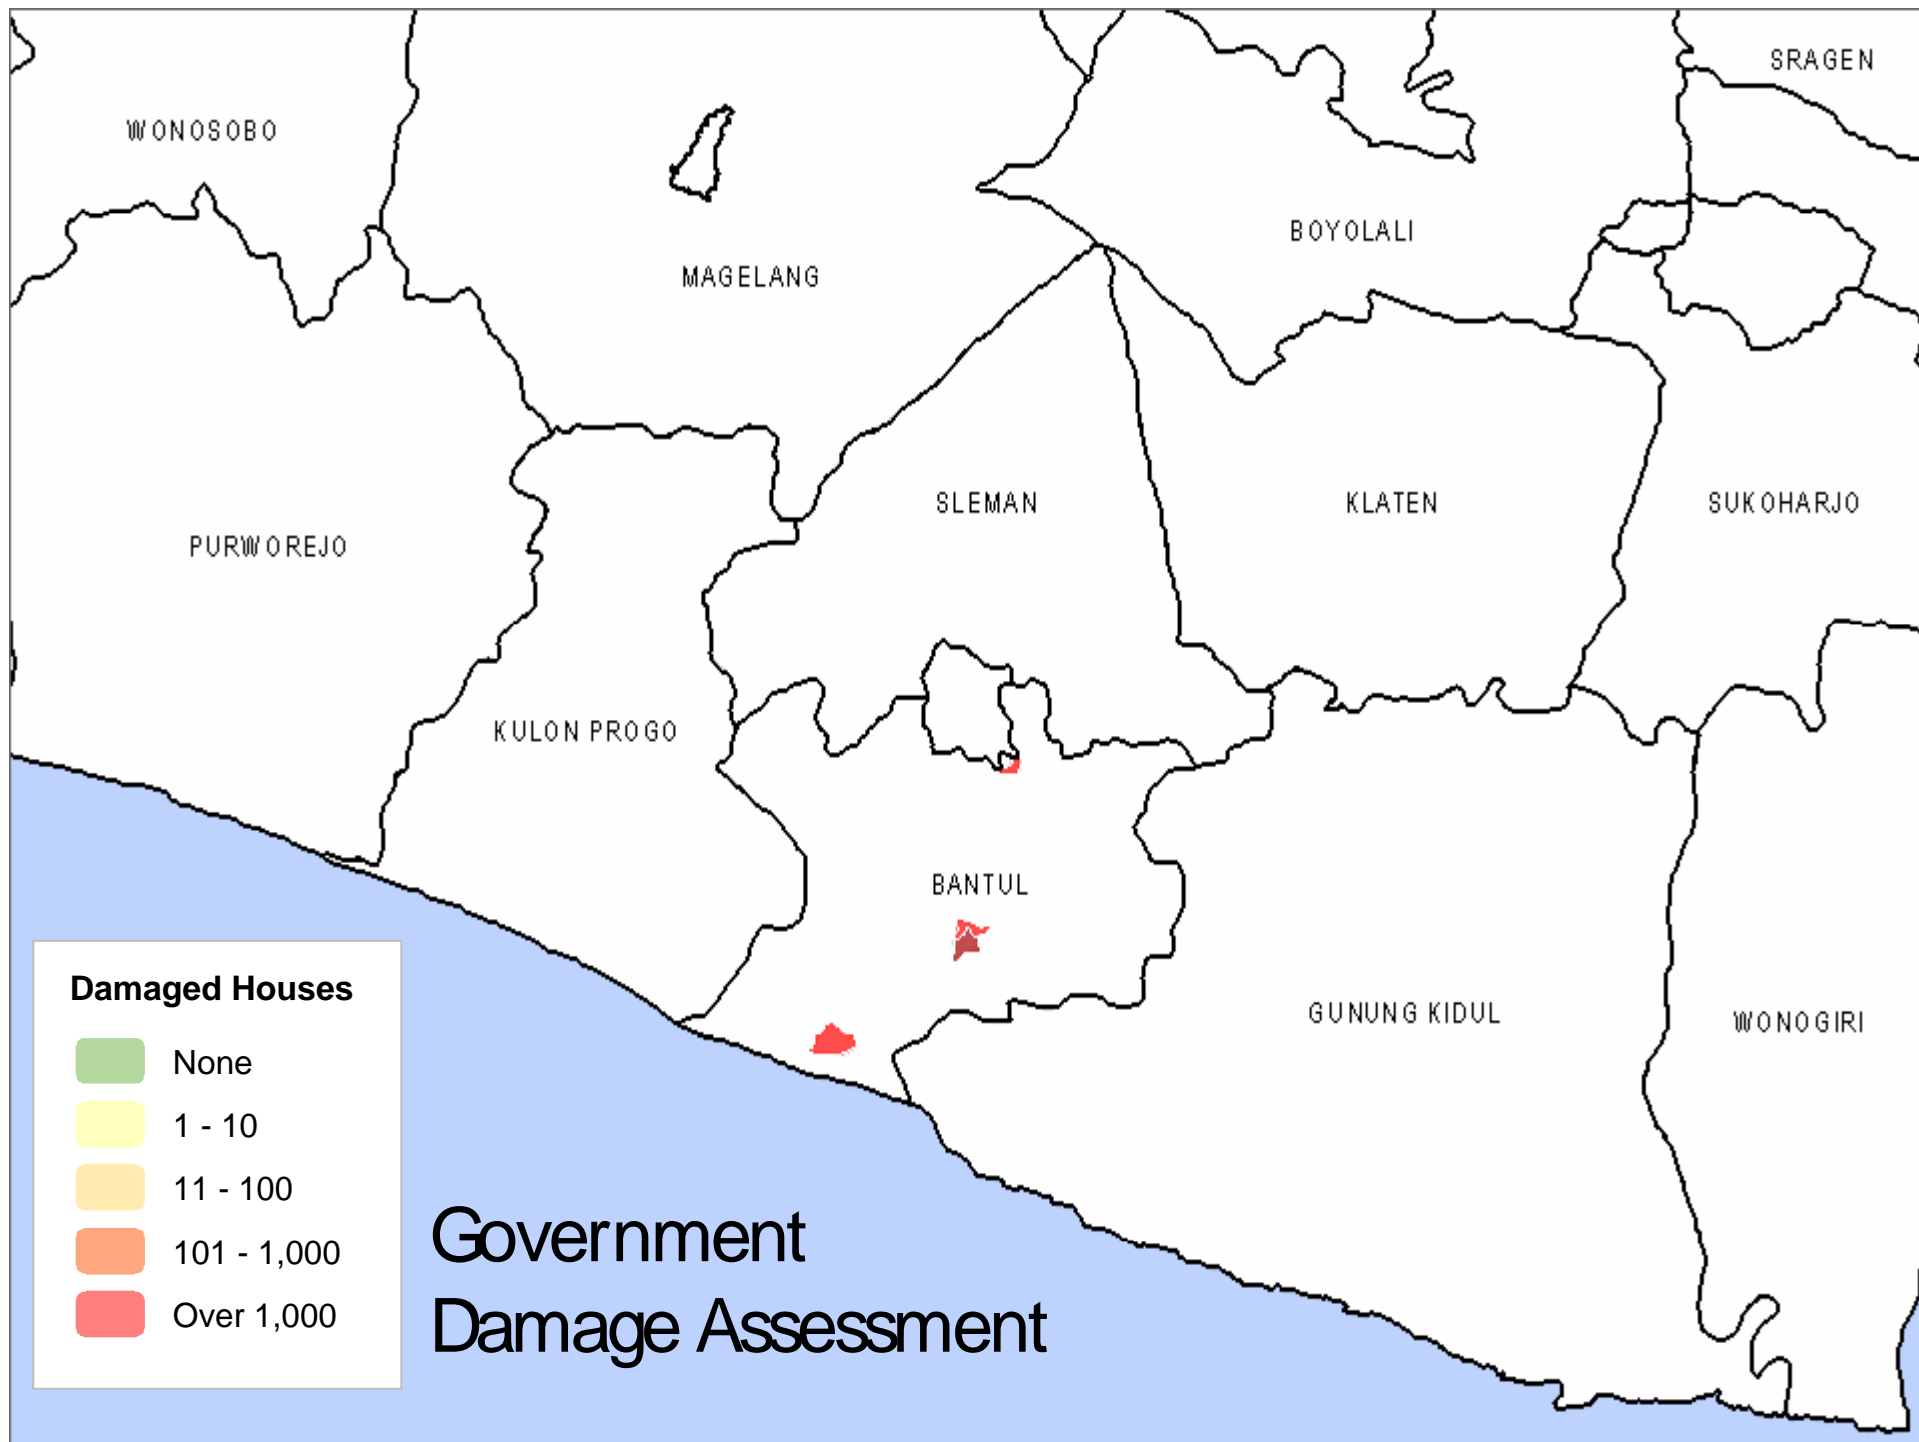 SRAGEN
WONOSOBO
BOYOLALI
MAGELANG
SLEMAN
KLATEN
SUKOHARJO
PURWOREJO
KULON PROGO
BANTUL
GUNUNG KIDUL
WONOGIRI
Damaged Houses
None
1 - 10
11 - 100
101 - 1,000
Over 1,000
Government
Damage Assessment